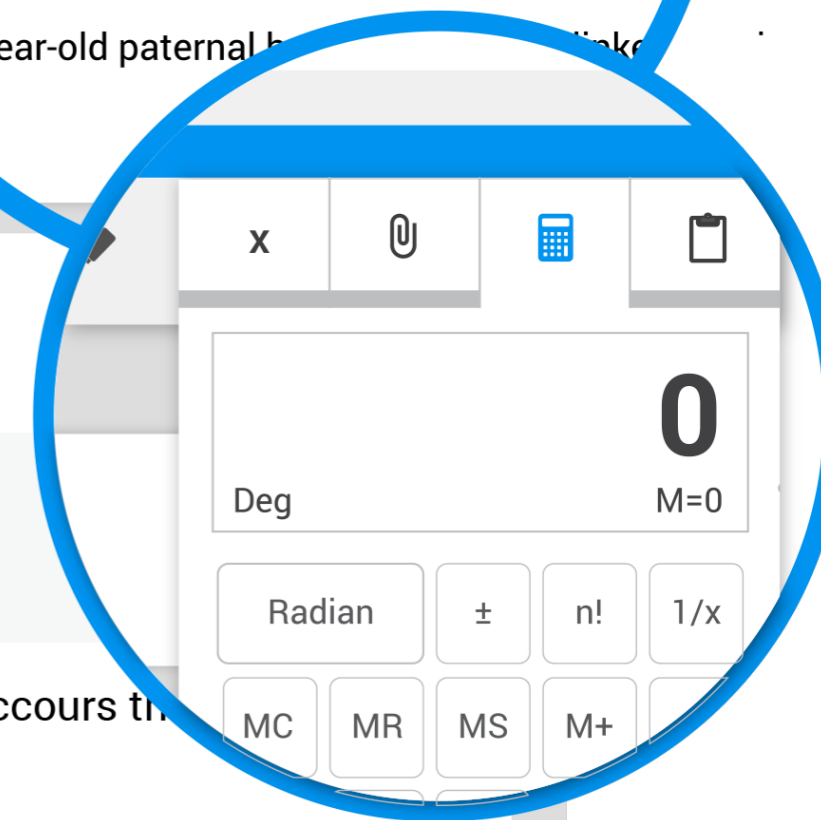 ear-old paternal
x
0
Deg M=0
Radian ± n! 1/x
ccours
MC MR MS M+